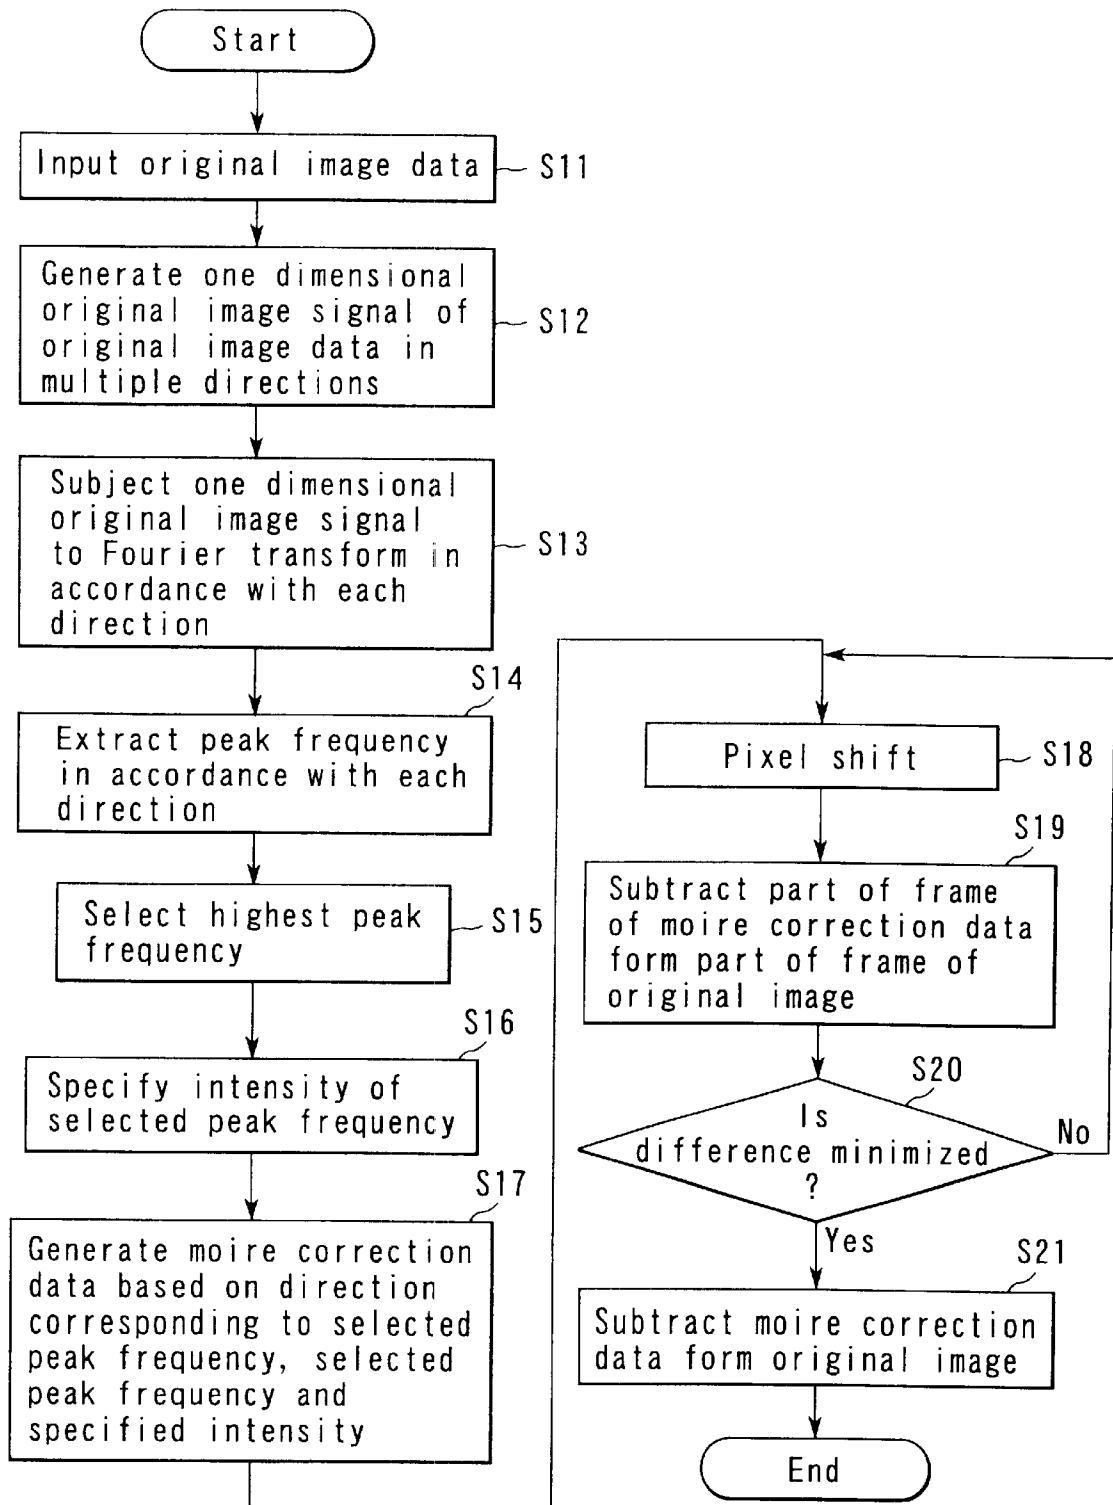 Start
Input original image data
S11
Generate one dimensional
original image signal of
original image data in
multiple directions
S12
Subject one dimensional
original image signal
to Fourier transform in
accordance with each
direction
S13
S14
Extract peak frequency
in accordance with each
direction
Select highest peak
frequency
S15
S16
Specify intensity of
selected peak frequency
S17
Generate moire correction
data based on direction
corresponding to selected
peak frequency, selected
peak frequency and
specified intensity
Pixel shift
S18
S19
Subtract part of frame
of moire correction data
form part of frame of
original image
S20
Is
difference minimized
?
No
Yes
S21
Subtract moire correction
data form original image
End